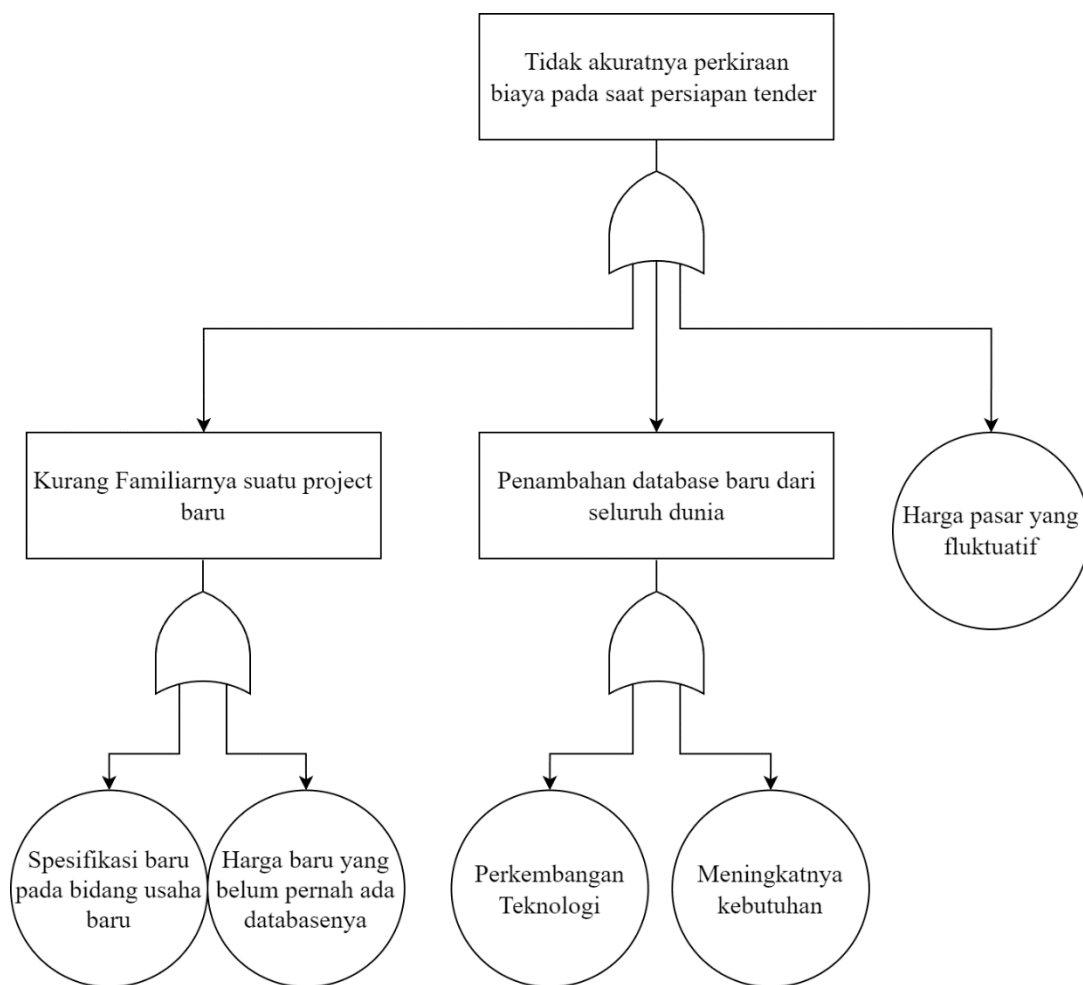 Tidak akuratnya perkiraan
biaya pada saat persiapan tender
Kurang Familiarnya suatu project
baru
Penambahan database baru dari
seluruh dunia
Harga pasar yang
fluktuatif
Spesifikasi baru
pada bidang usaha
baru
Harga baru yang
belum pernah ada
databasenya
Perkembangan
Teknologi
Meningkatnya
kebutuhan